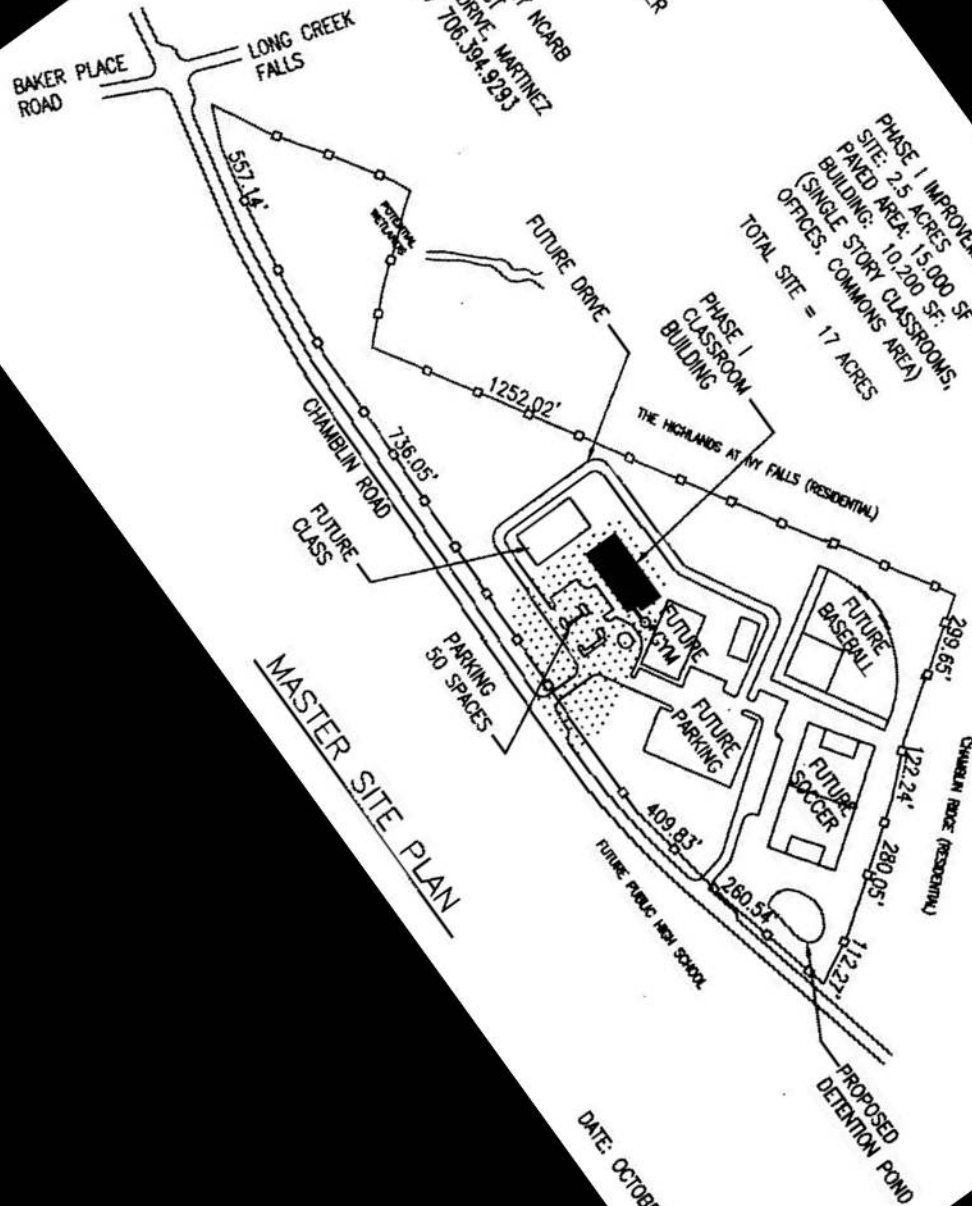 BAKER PLACE
ROAD
LONG CREEK
FALLS
NCARB
DRIVE, MARTINEZ
706.394.9293
PHASE I
SITE: 2.5 ACRES
PAVED AREA: 15,000 SF
BUILDING: 10,200 SF:
(SINGLE STORY CLASSROOMS,
OFFICES, COMMONS AREA)
TOTAL SITE = 17 ACRES
557.14'
POTENTIAL
WETLANDS
FUTURE DRIVE
PHASE I
CLASSROOM
BUILDING
1252.02'
THE HIGHLANDS AT IVY FALLS (RESIDENTIAL)
736.05'
CHAMBLIN ROAD
FUTURE
CLASS
PARKING
50 SPACES
FUTURE
GYM
FUTURE
PARKING
FUTURE
BASEBALL
FUTURE
SOCCER
299.65'
122.24'
CHAMBLIN RIDGE (RESIDENTIAL)
280.05'
112.27'
409.83'
260.54'
FUTURE PUBLIC HIGH SCHOOL
MASTER SITE PLAN
PROPOSED
DETENTION POND
DATE: